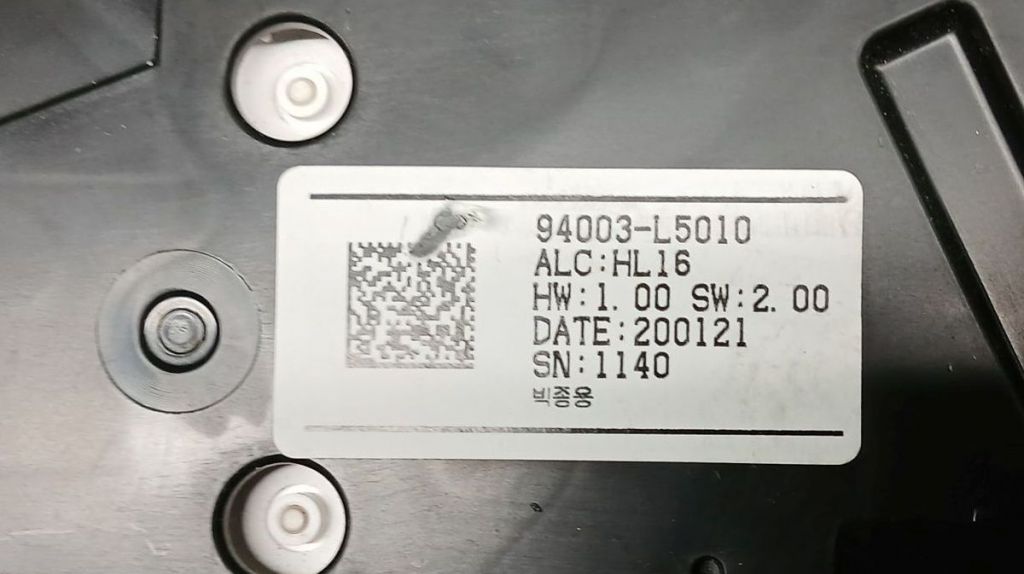 94003-L5010
ALC:HL16
HW:1.00 SW:2.00
DATE:200121
SN:1140
빅종용